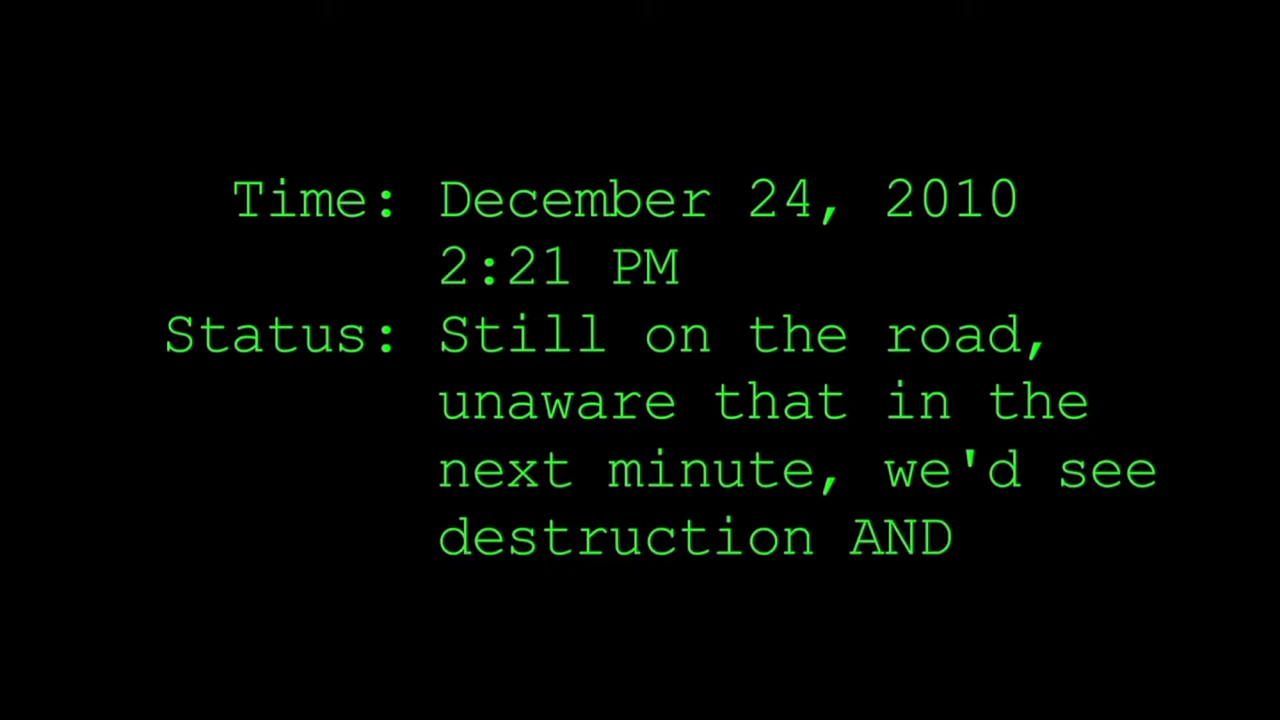 Time: December 24, 2010
2:21 PM
Status: Still on the road,
unaware that in the
next minute, we'd see
destruction AND